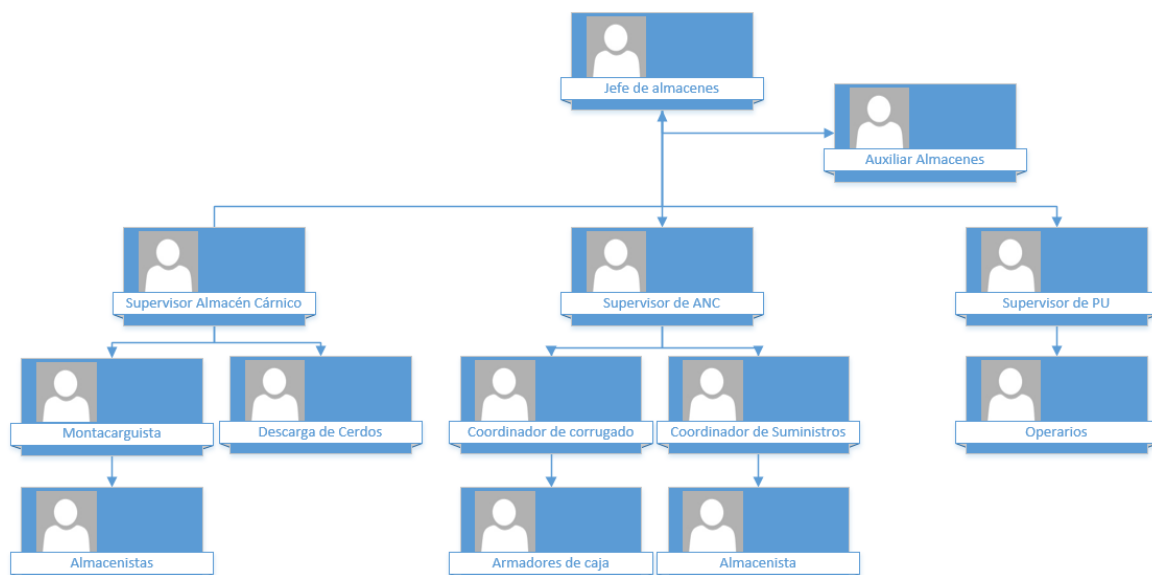 Jefe de almacenes
Auxiliar Almacenes
Supervisor Almacén Cárnico
Supervisor de ANC
Supervisor de PU
Montacarguista
Descarga de Cerdos
Coordinador de corrugado
Coordinador de Suministros
Operarios
Almacenistas
Armadores de caja
Almacenista